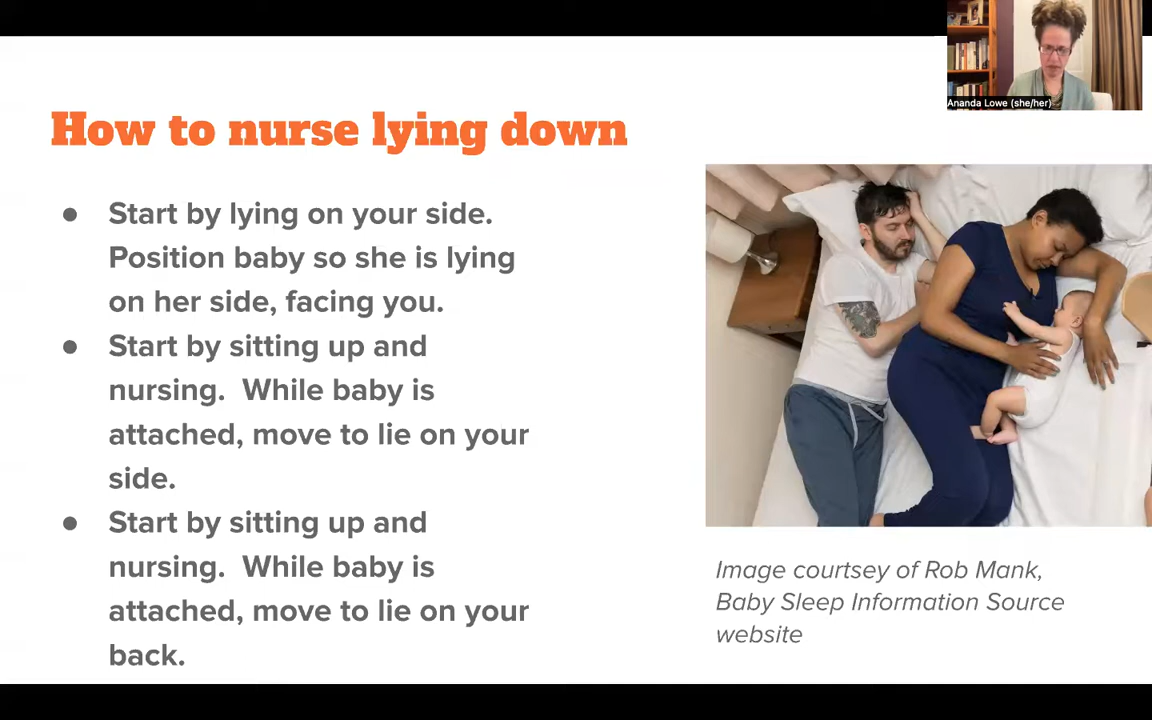 Ananda Lowe (she/her)
How to nurse lying down
● Start by lying on your side.
Position baby so she is lying
on her side, facing you.
● Start by sitting up and
nursing.  While baby is
attached, move to lie on your
side.
● Start by sitting up and
nursing.  While baby is
attached, move to lie on your
back.
Image courtsey of Rob Mank,
Baby Sleep Information Source
website